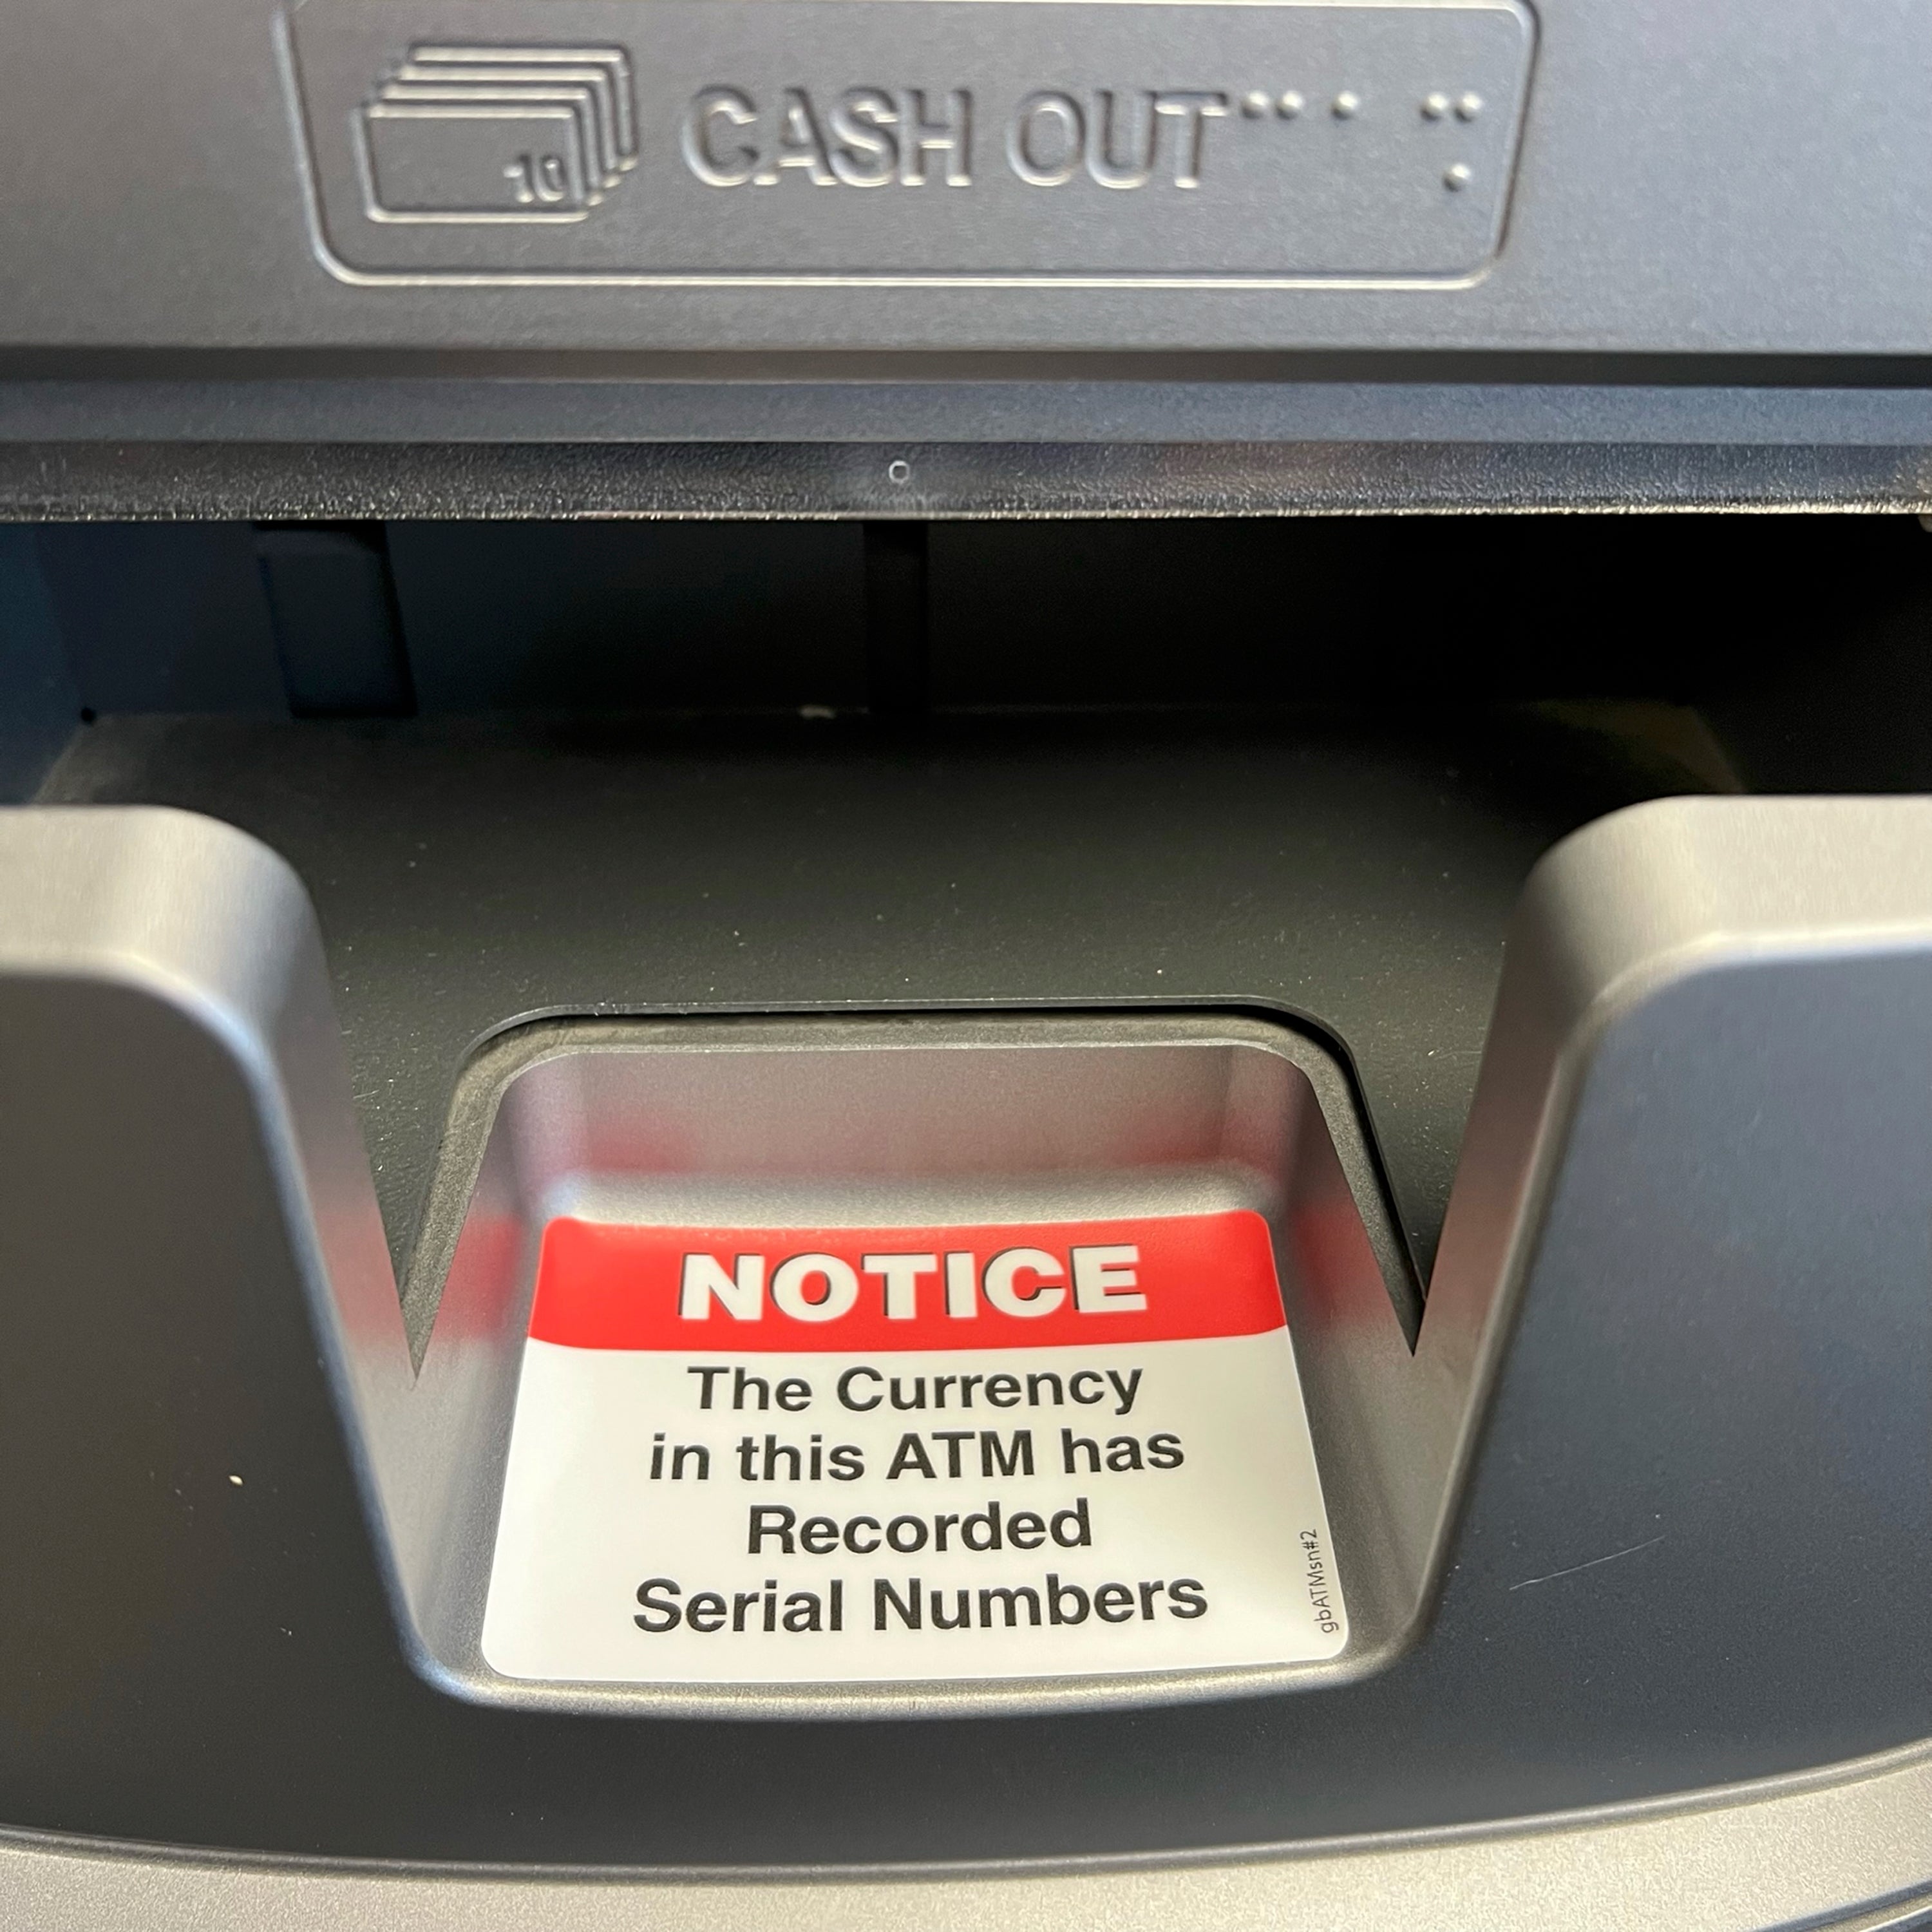 10
CASH OUT
NOTICE
The Currency
in this ATM has
Recorded
Serial Numbers
gbATMsn#2